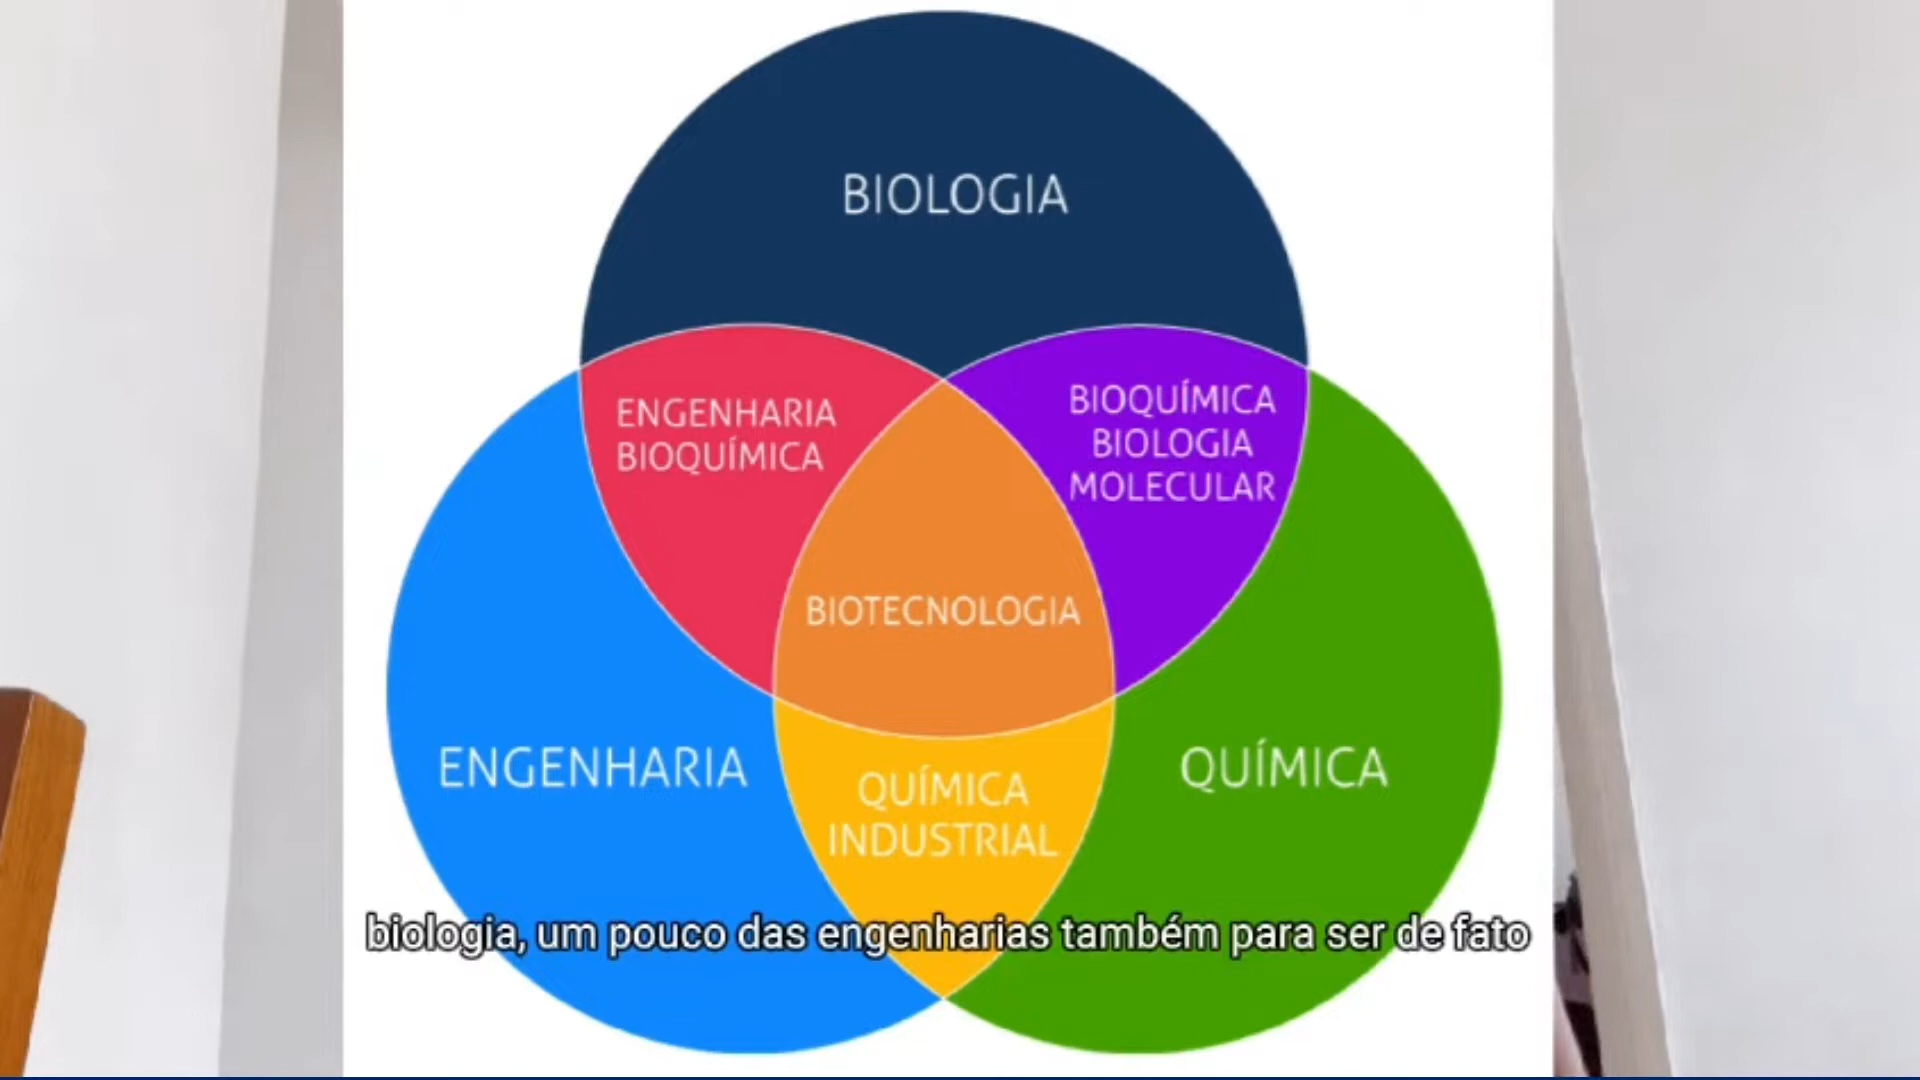 BIOLOGIA
ENGENHARIA
BIOQUÍMICA
BIOQUÍMICA
BIOLOGIA
MOLECULAR
BIOTECNOLOGIA
ENGENHARIA
QUÍMICA
INDUSTRIAL
QUÍMICA
biologia, um pouco das engenharias também para ser de fato